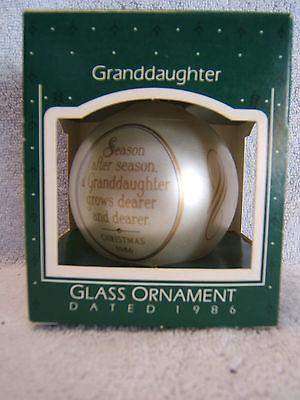 Granddaughter
Season
after season,
a Granddaughter
grows dearer
and dearer.
CHRISTMAS
1986
GLASS ORNAMENT
DATED 1986